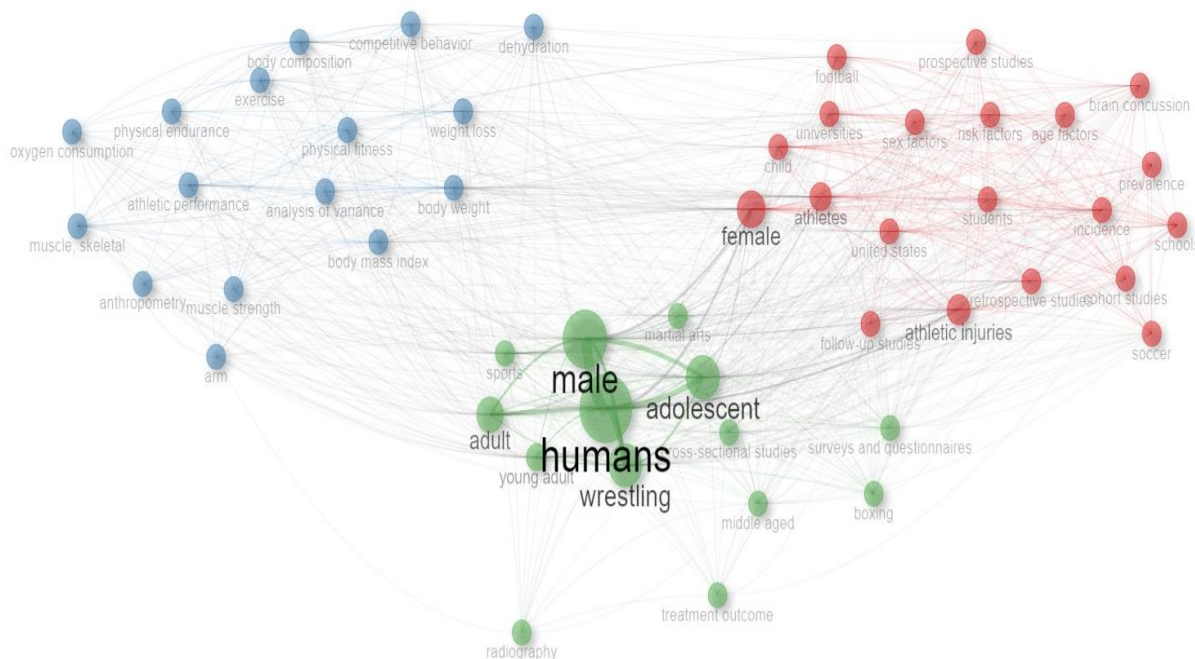 competitive behavior
dehydration
body composition
exercise
physical endurance
weight loss
oxygen consumption
physical fitness
athletic performance
analysis of variance
body weight
muscle, skeletal
body mass index
anthropometry
muscle strength
arm
football
prospective studies
brain concussion
universities
sex factors
risk factors
age factors
child
prevalence
athletes
students
female
incidence
schools
united states
retrospective studies
cohort studies
athletic injuries
follow-up studies
soccer
martial arts
sports
male
adolescent
adult
humans
cross-sectional studies
surveys and questionnaires
young adult
wrestling
middle aged
boxing
treatment outcome
radiography